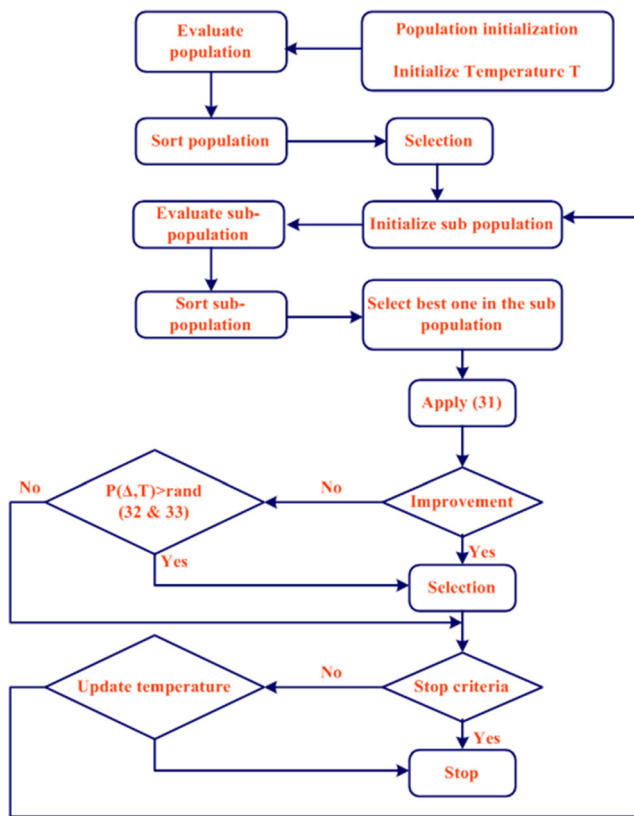 Population initialization
Initialize Temperature T
Evaluate
population
Sort population
Selection
Initialize sub population
Evaluate sub-
population
Sort sub-
population
Select best one in the sub
population
Apply (31)
Improvement
No
P(Δ,T)>rand
(32 & 33)
No
Yes
Yes
Selection
Stop criteria
No
Update temperature
Yes
Stop